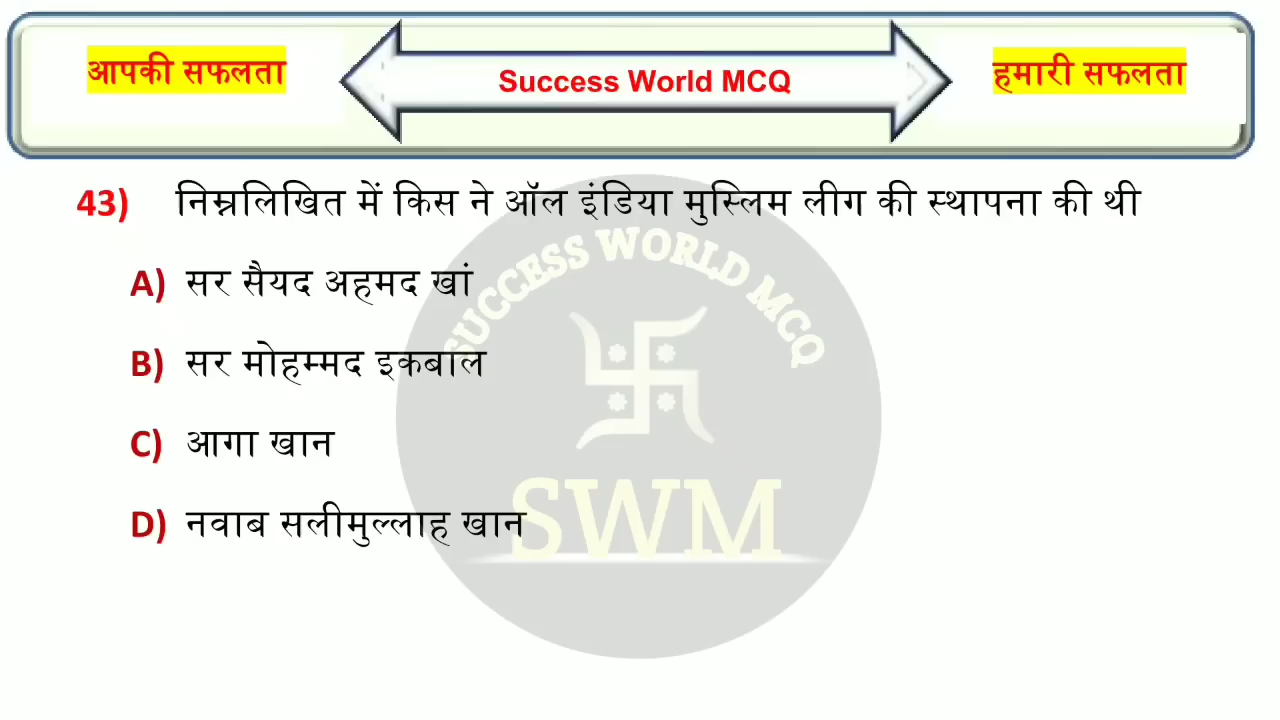 आपकी सफलता
Success World MCQ
हमारी सफलता
43) निम्नलिखित में किस ने ऑल इंडिया मुस्लिम लीग की स्थापना की थी
A) सर सैयद अहमद खां
B) सर मोहम्मद इकबाल
C) आगा खान
D) नवाब सलीमुल्लाह खान
SUCCESS WORLD MCQ
SWM